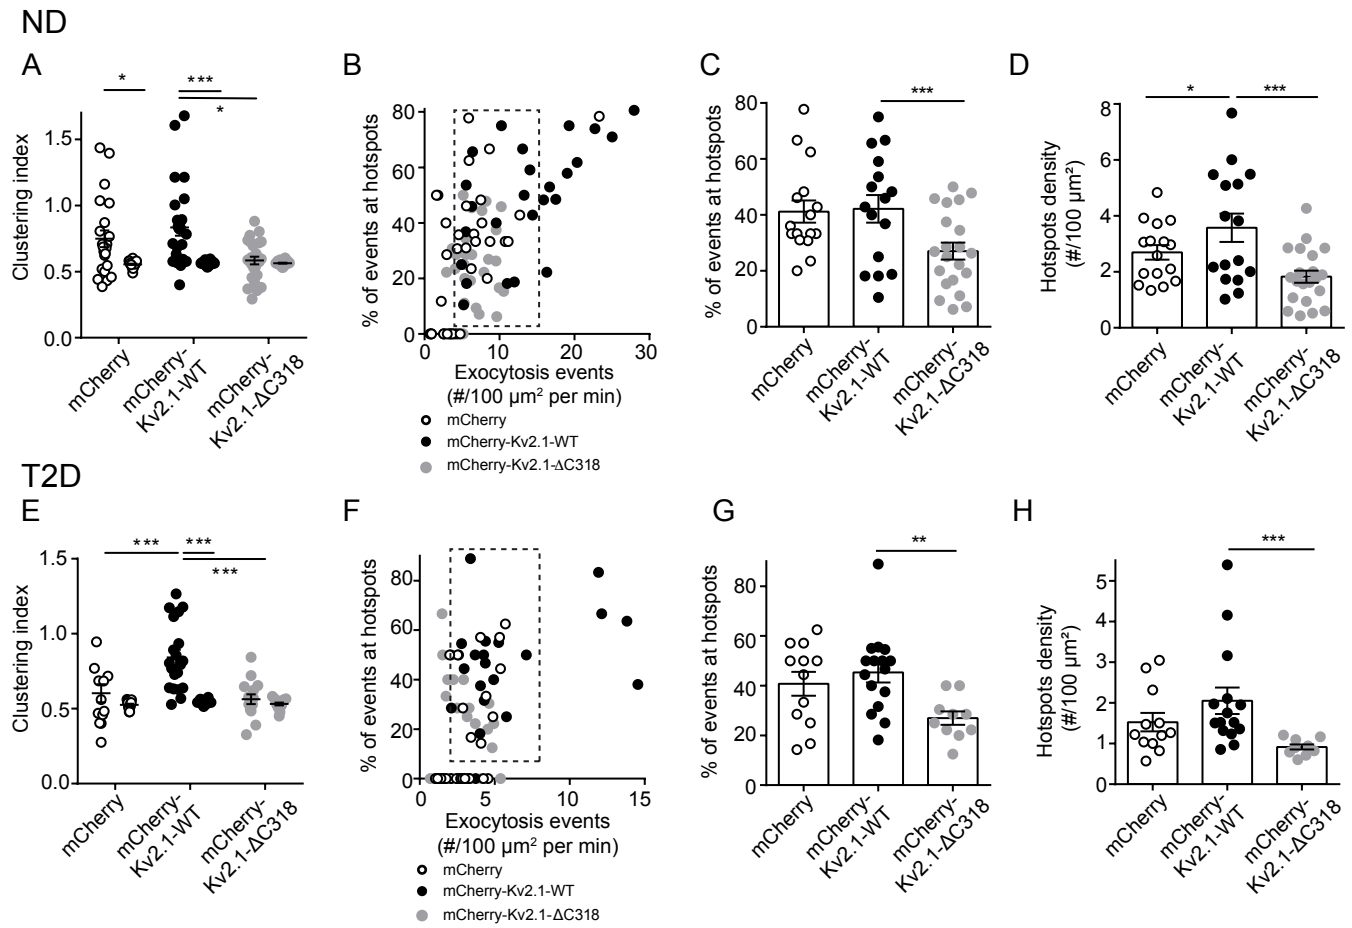 ND
A
B
C
D
*
***
*
***
*
***
Clustering index
1.5
1.0
0.5
0.0
mCherry
mCherry-
Kv2.1-WT
mCherry-
Kv2.1-ΔC318
% of events at hotspots
80
60
40
20
0
0
10
20
30
Exocytosis events
(#/100 µm² per min)
mCherry
mCherry-Kv2.1-WT
mCherry-Kv2.1-ΔC318
% of events at hotspots
80
60
40
20
0
mCherry
mCherry-
Kv2.1-WT
mCherry-
Kv2.1-ΔC318
Hotspots density
(#/100 µm²)
8
6
4
2
0
mCherry
mCherry-
Kv2.1-WT
mCherry-
Kv2.1-ΔC318
T2D
E
F
G
H
***
***
***
**
***
Clustering index
1.5
1.0
0.5
0.0
mCherry
mCherry-
Kv2.1-WT
mCherry-
Kv2.1-ΔC318
% of events at hotspots
80
60
40
20
0
0
5
10
15
Exocytosis events
(#/100 µm² per min)
mCherry
mCherry-Kv2.1-WT
mCherry-Kv2.1-ΔC318
% of events at hotspots
80
60
40
20
0
mCherry
mCherry-
Kv2.1-WT
mCherry-
Kv2.1-ΔC318
Hotspots density
(#/100 µm²)
5
4
3
2
1
0
mCherry
mCherry-
Kv2.1-WT
mCherry-
Kv2.1-ΔC318